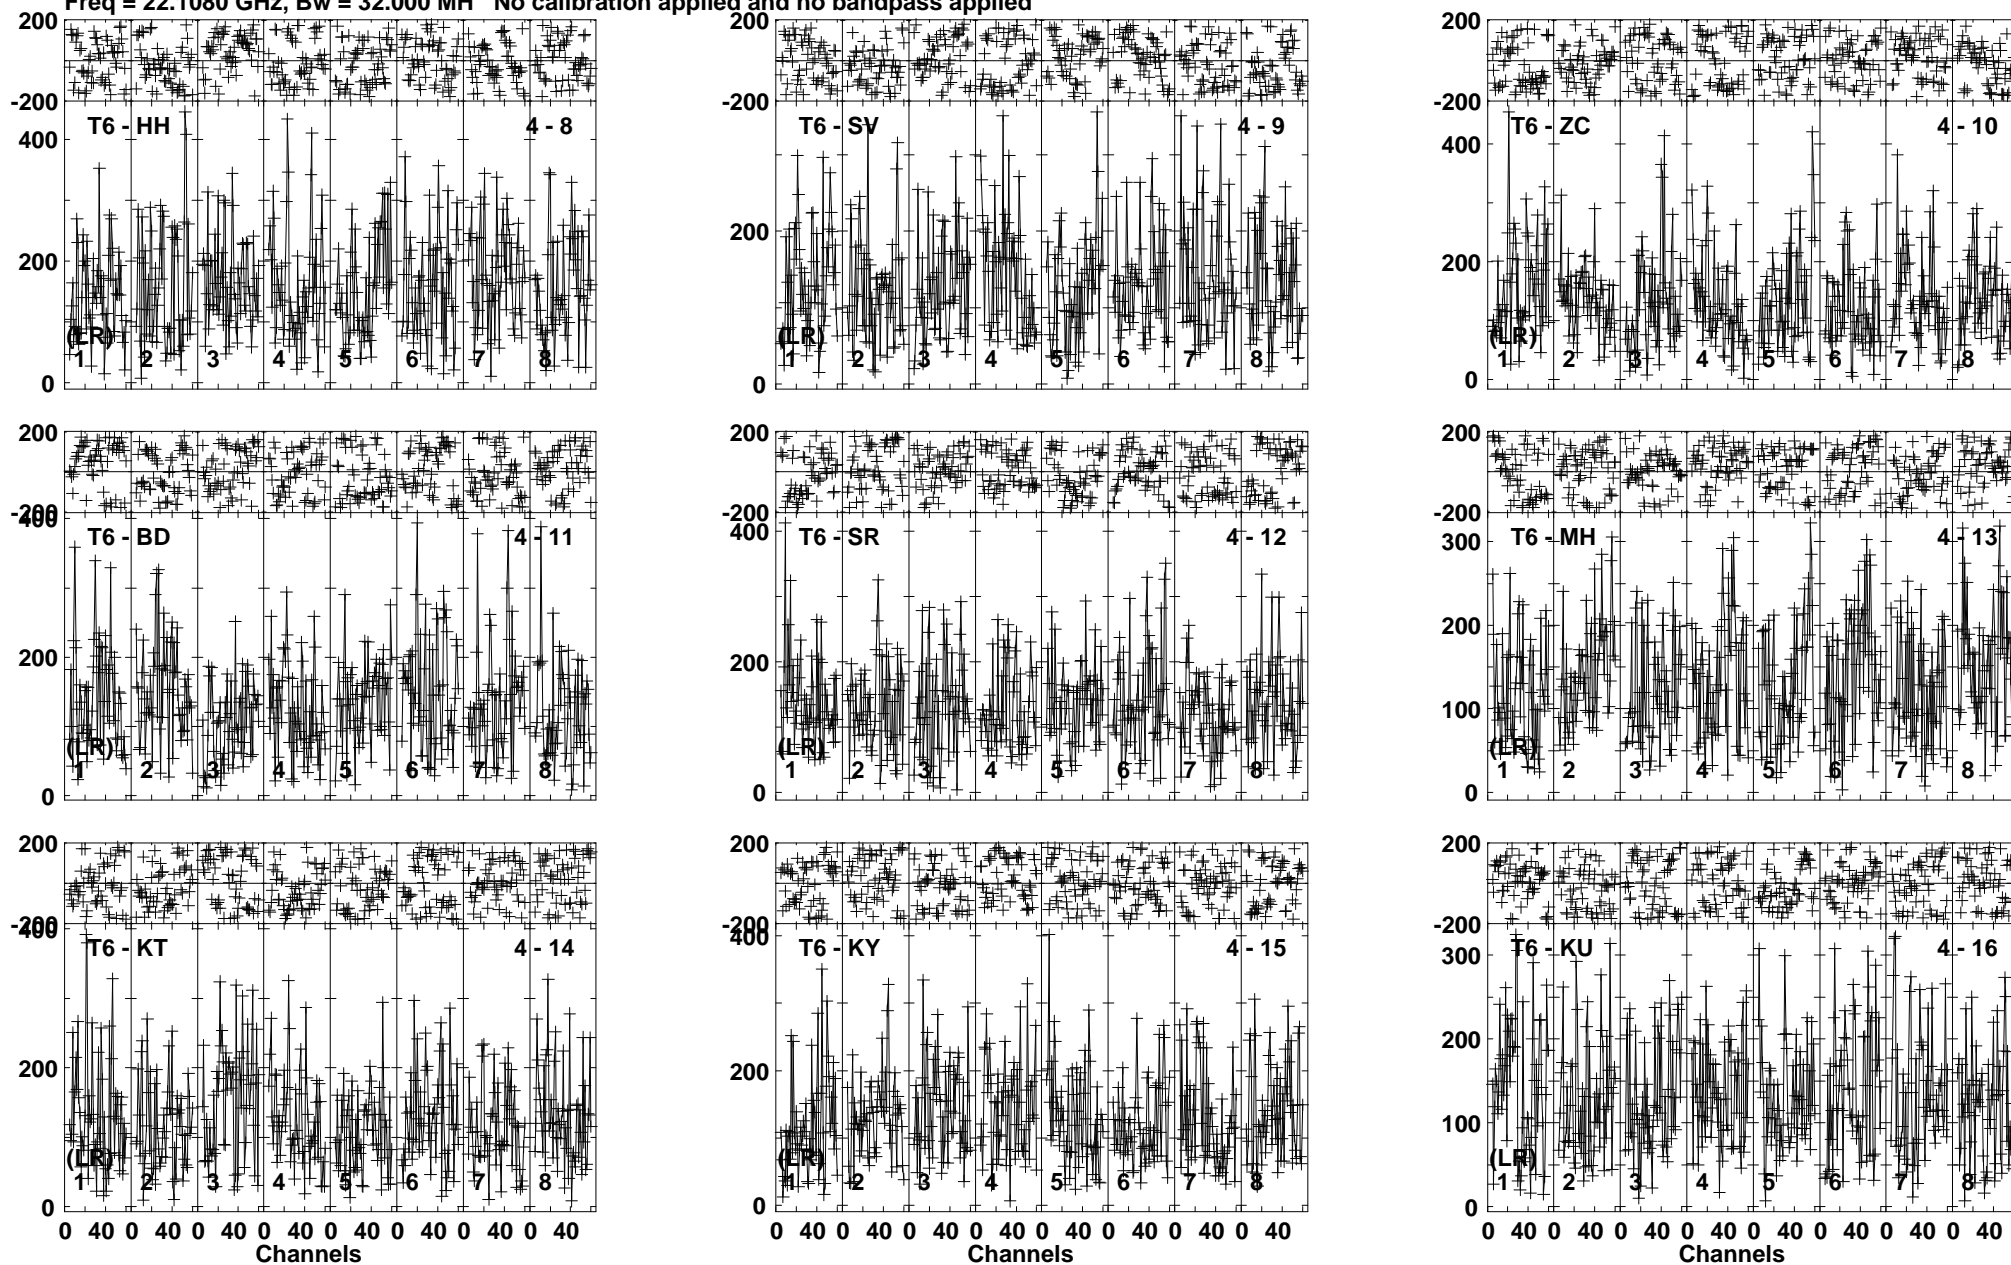 Freq = 22.1080 GHz, Bw = 32.000 MH No calibration applied and no bandpass applied
200 200 200
-200 -200 -200
T6 - HH 4 - 8 T6 - SV 4 - 9 T6 - ZC 4 - 10
400 400
200 200 200
(LR) (LR) (LR)
1 2 3 4 5 6 7 8 1 2 3 4 5 6 7 8 1 2 3 4 5 6 7 8
0 0 0
200 200 200
-200 -200 -200
400 400 300
T6 - BD 4 - 11 T6 - SR 4 - 12 T6 - MH 4 - 13
200 200 200
100
(LR) (LR) (LR)
1 2 3 4 5 6 7 8 1 2 3 4 5 6 7 8 1 2 3 4 5 6 7 8
0 0 0
200 200 200
-200 -200 -200
400 400 300
T6 - KT 4 - 14 T6 - KY 4 - 15 T6 - KU 4 - 16
200 200 200
100
(LR) (LR) (LR)
1 2 3 4 5 6 7 8 1 2 3 4 5 6 7 8 1 2 3 4 5 6 7 8
0 0 0
0 40 0 40 0 40 0 40 0 40 0 40 0 40 0 40 0 40 0 40 0 40 0 40 0 40 0 40 0 40 0 40 0 40 0 40 0 40 0 40 0 40 0 40 0 40 0 40
Channels Channels Channels